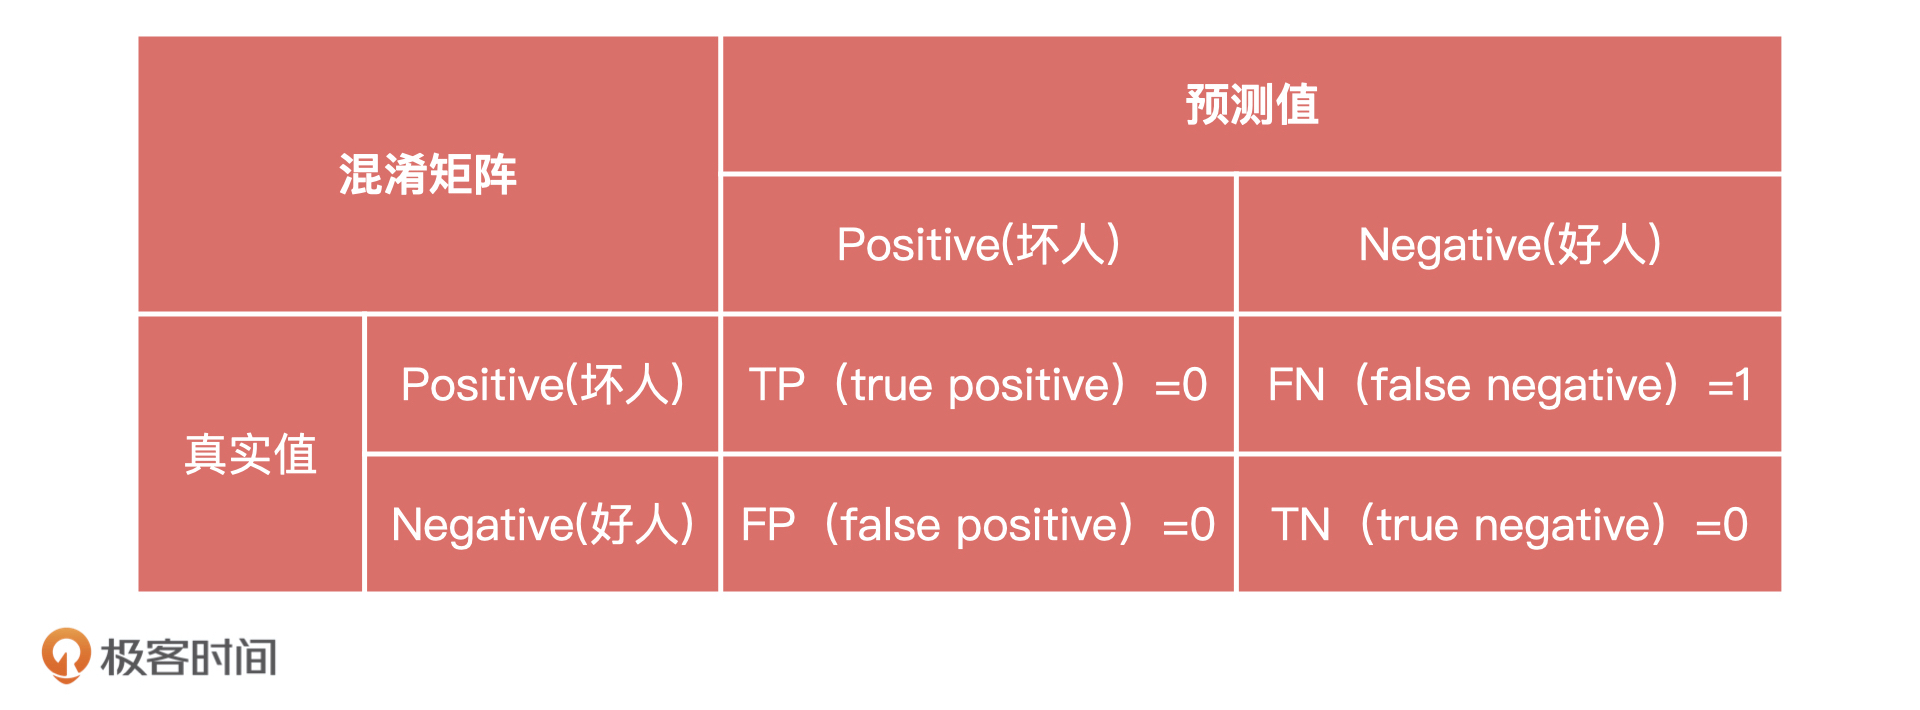 混淆矩阵
预测值
Positive(坏人)
Negative(好人)
真实值
Positive(坏人)
TP（true positive）=0
FN（false negative）=1
Negative(好人)
FP（false positive）=0
TN（true negative）=0
极客时间